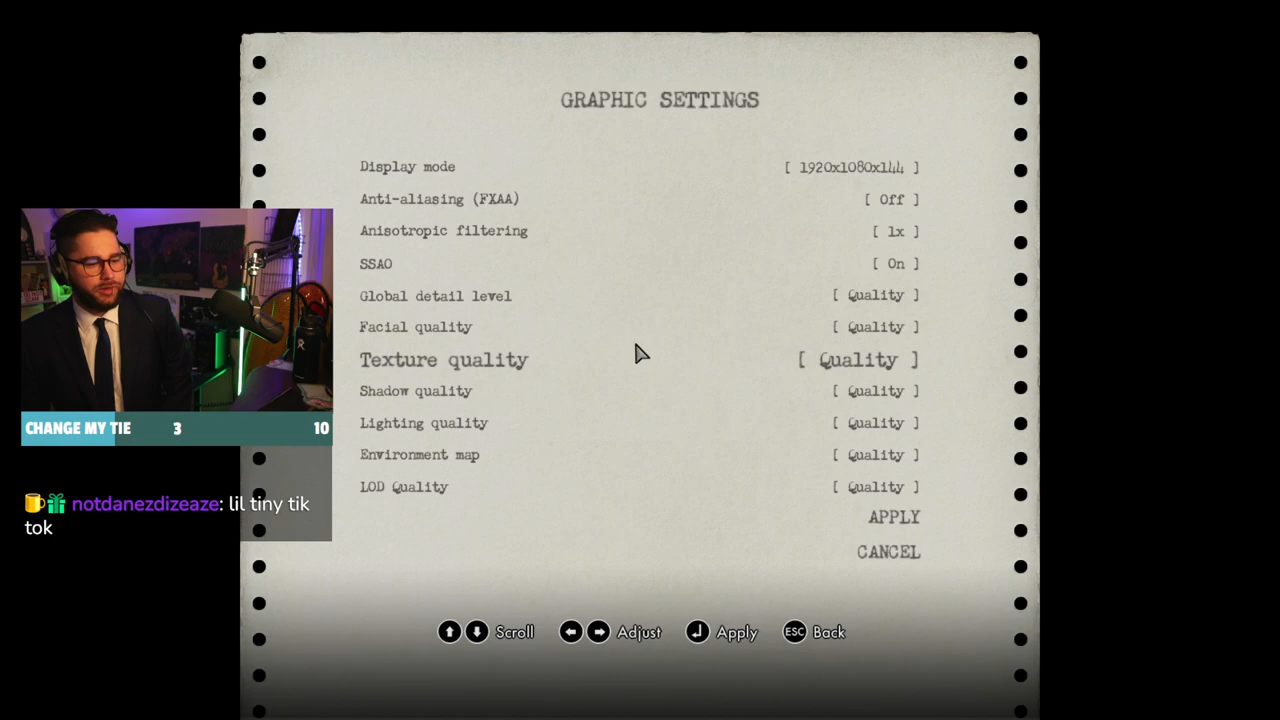 GRAPHIC SETTINGS
Display mode [ 1920x1080x144 ]
Anti-aliasing (FXAA) [ Off ]
Anisotropic filtering [ 1x ]
SSAO [ On ]
Global detail level [ Quality ]
Facial quality [ Quality ]
Texture quality [ Quality ]
Shadow quality [ Quality ]
Lighting quality [ Quality ]
Environment map [ Quality ]
LOD Quality [ Quality ]
APPLY
CANCEL
Scroll Adjust Apply ESC Back
CHANGE MY TIE 3 10
notdanezdizeaze: lil tiny tik
tok